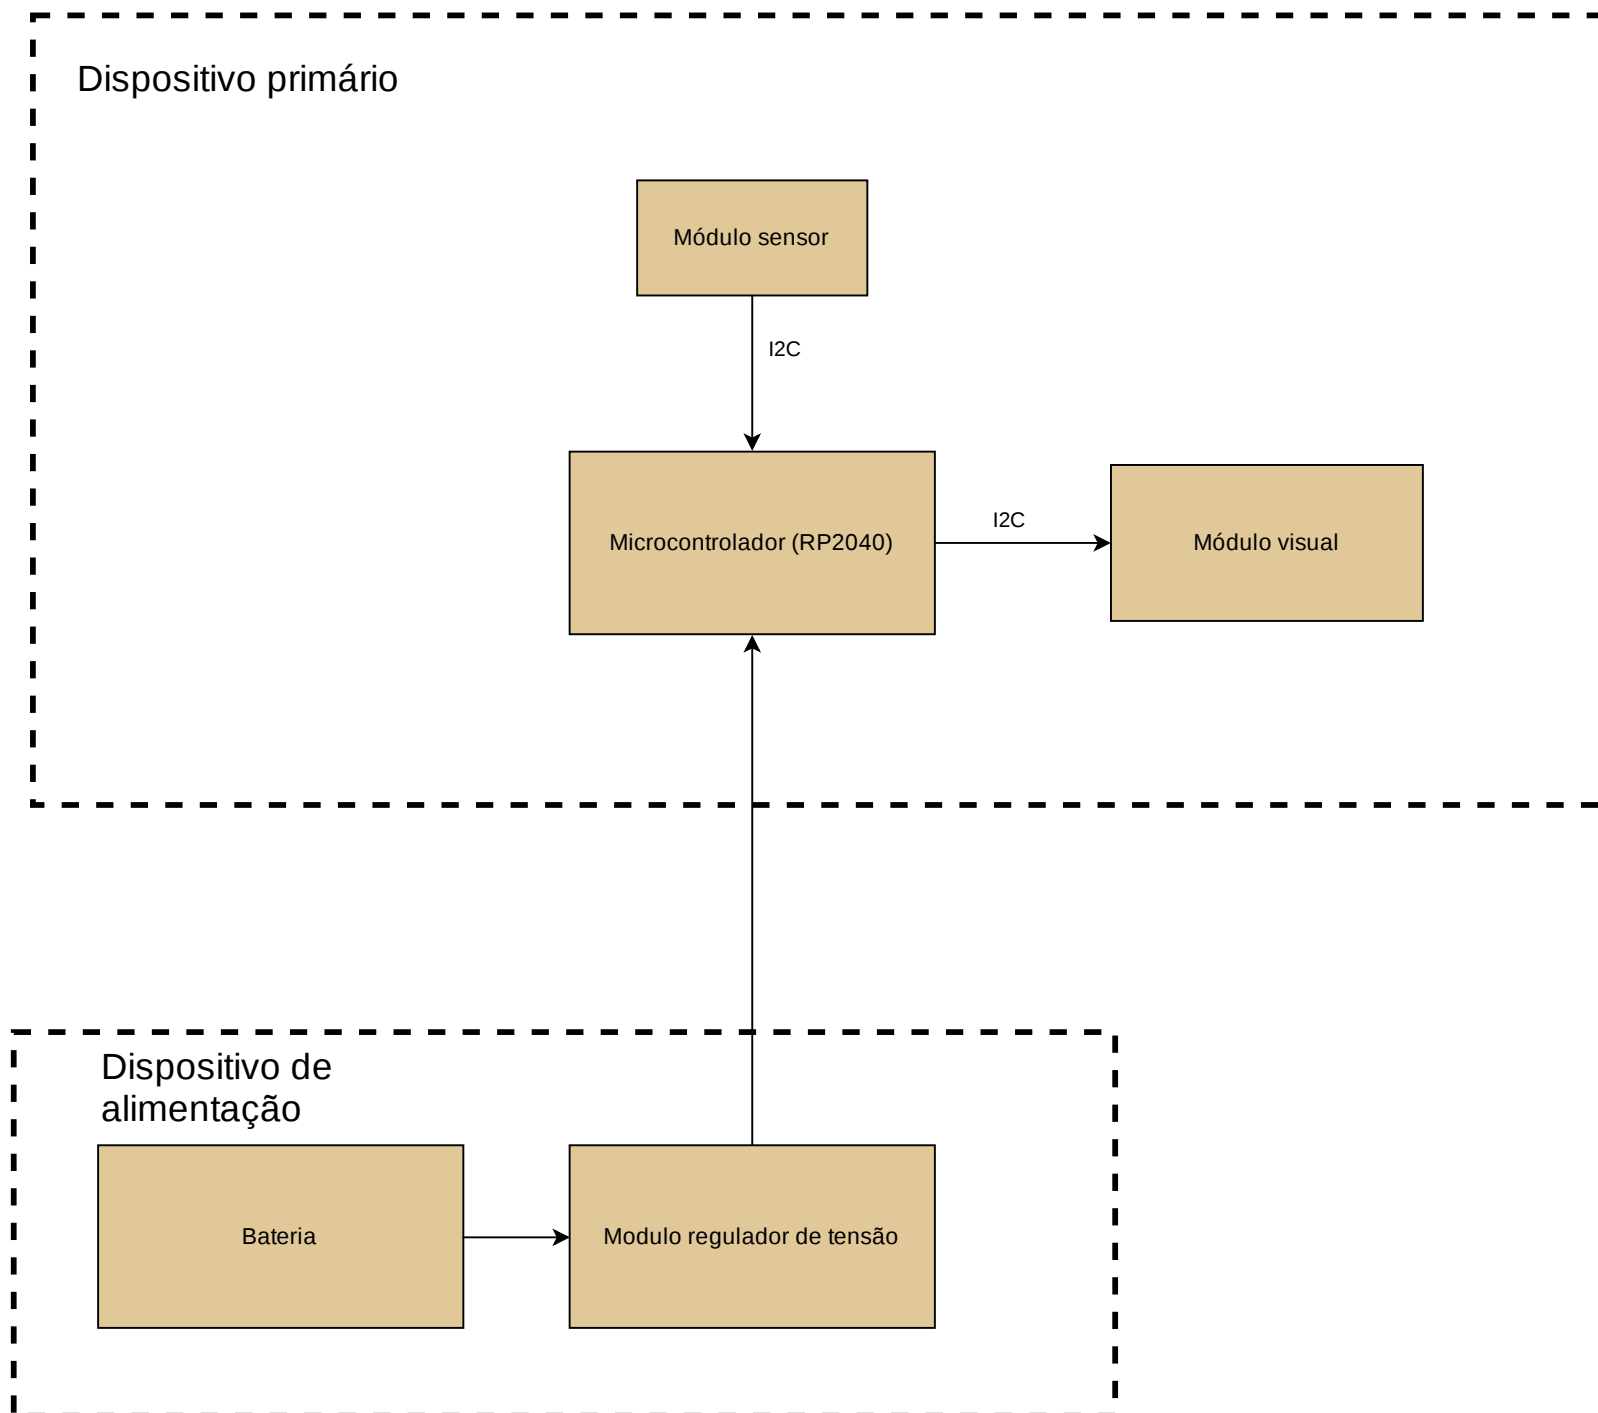 Dispositivo primário
Módulo sensor
I2C
Microcontrolador (RP2040)
I2C
Módulo visual
Dispositivo de
alimentação
Bateria
Modulo regulador de tensão